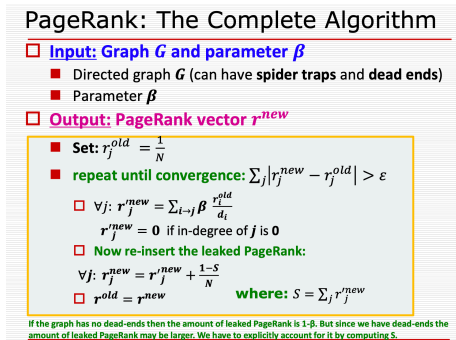 PageRank: The Complete Algorithm
Input: Graph G and parameter β
Directed graph G (can have spider traps and dead ends)
Parameter β
Output: PageRank vector r^new
Set: r_j^old = 1/N
repeat until convergence: ∑_j |r_j^new − r_j^old| > ε
∀j: r'_j^new = ∑_{i→j} β r_i^old / d_i
r'_j^new = 0 if in-degree of j is 0
Now re-insert the leaked PageRank:
∀j: r_j^new = r'_j^new + (1−S)/N
r^old = r^new where: S = ∑_j r'_j^new
If the graph has no dead-ends then the amount of leaked PageRank is 1-β. But since we have dead-ends the
amount of leaked PageRank may be larger. We have to explicitly account for it by computing S.